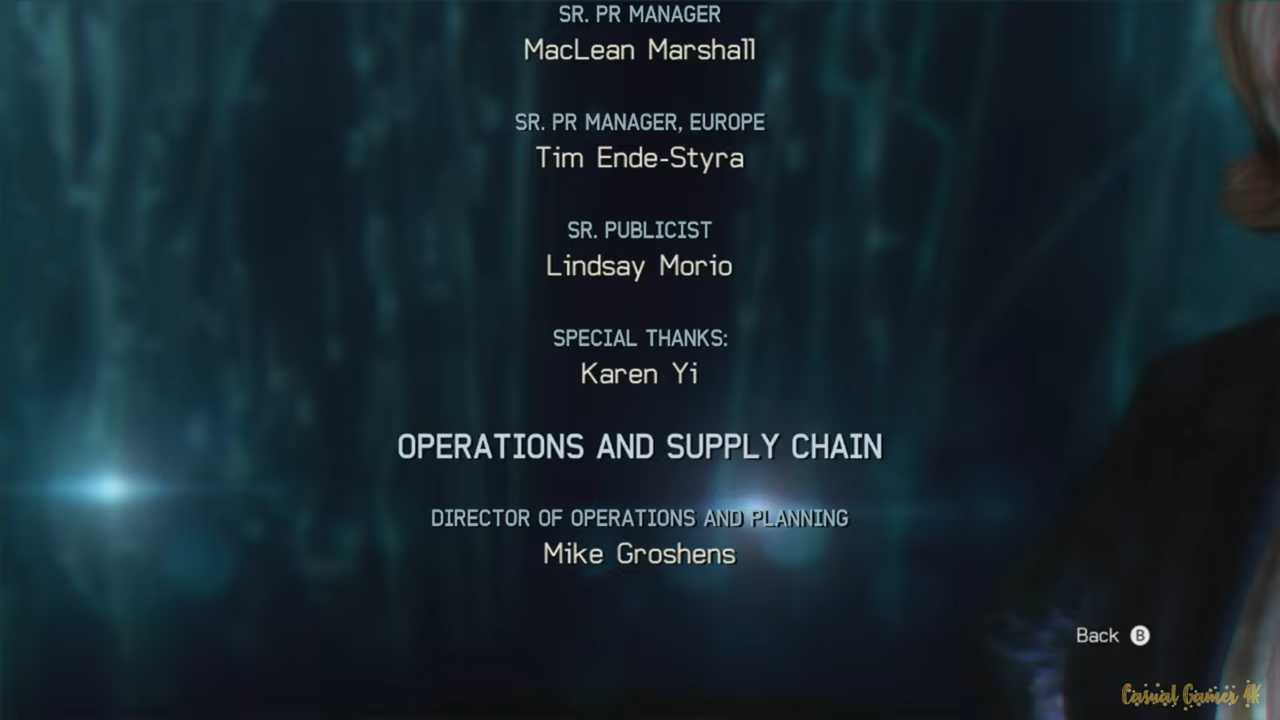 SR. PR MANAGER
MacLean Marshall
SR. PR MANAGER, EUROPE
Tim Ende-Styra
SR. PUBLICIST
Lindsay Morio
SPECIAL THANKS:
Karen Yi
OPERATIONS AND SUPPLY CHAIN
DIRECTOR OF OPERATIONS AND PLANNING
Mike Groshens
Back B
Casual Gamer 4K